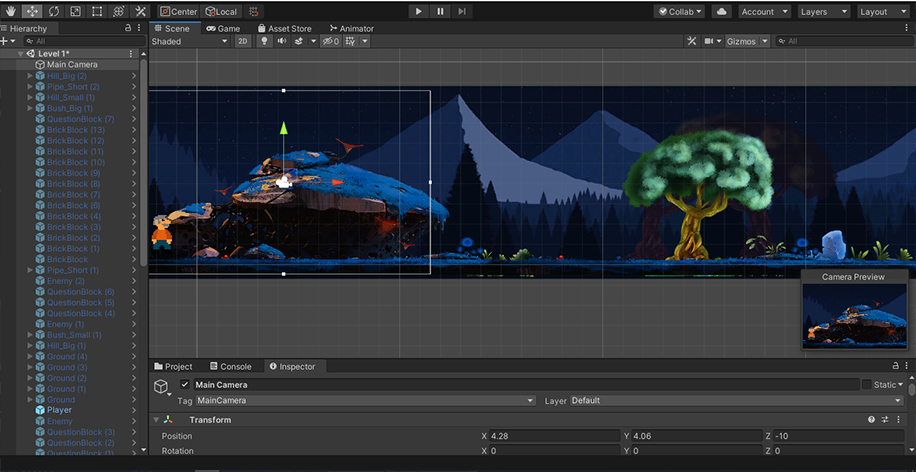 Center Local
Collab Account Layers Layout
Hierarchy Scene Game Asset Store Animator
All
Shaded 2D 0 Gizmos All
Level 1*
Main Camera
Hill_Big (2)
Pipe_Short (2)
Hill_Small (1)
Bush_Big (1)
QuestionBlock (7)
BrickBlock (13)
BrickBlock (12)
BrickBlock (11)
BrickBlock (10)
BrickBlock (9)
BrickBlock (8)
BrickBlock (7)
BrickBlock (6)
BrickBlock (4)
BrickBlock (3)
BrickBlock (2)
BrickBlock (1)
BrickBlock
Pipe_Short (1)
Enemy (2)
QuestionBlock (6)
QuestionBlock (5)
QuestionBlock (4)
Enemy (1)
Bush_Small (1)
Hill_Big (1)
Ground (4)
Ground (3)
Ground (2)
Ground (1)
Ground
Player
Enemy
QuestionBlock (3)
QuestionBlock (2)
QuestionBlock (1)
Camera Preview
Project Console Inspector
Main Camera Static
Tag MainCamera Layer Default
Transform
Position X 4.28 Y 4.06 Z -10
Rotation X 0 Y 0 Z 0